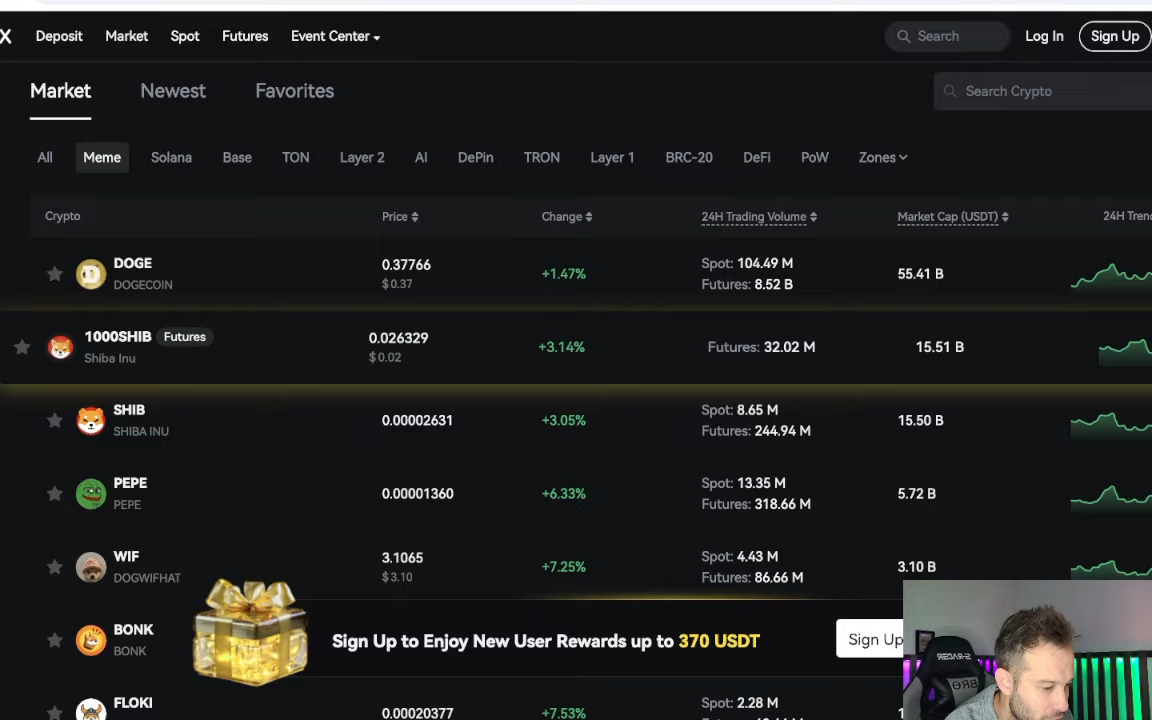 X Deposit Market Spot Futures Event Center Search Log In Sign Up
Market Newest Favorites Search Crypto
All Meme Solana Base TON Layer 2 AI DePin TRON Layer 1 BRC-20 DeFi PoW Zones
Crypto Price Change 24H Trading Volume Market Cap (USDT) 24H Tren
DOGE 0.37766 Spot: 104.49 M
DOGECOIN $ 0.37 +1.47% Futures: 8.52 B 55.41 B
1000SHIB Futures 0.026329
Shiba Inu $ 0.02 +3.14% Futures: 32.02 M 15.51 B
SHIB Spot: 8.65 M
SHIBA INU 0.00002631 +3.05% Futures: 244.94 M 15.50 B
PEPE Spot: 13.35 M
PEPE 0.00001360 +6.33% Futures: 318.66 M 5.72 B
WIF 3.1065 Spot: 4.43 M
DOGWIFHAT $ 3.10 +7.25% Futures: 86.66 M 3.10 B
BONK
BONK
Sign Up to Enjoy New User Rewards up to 370 USDT Sign Up
FLOKI 0.00020377 +7.53% Spot: 2.28 M